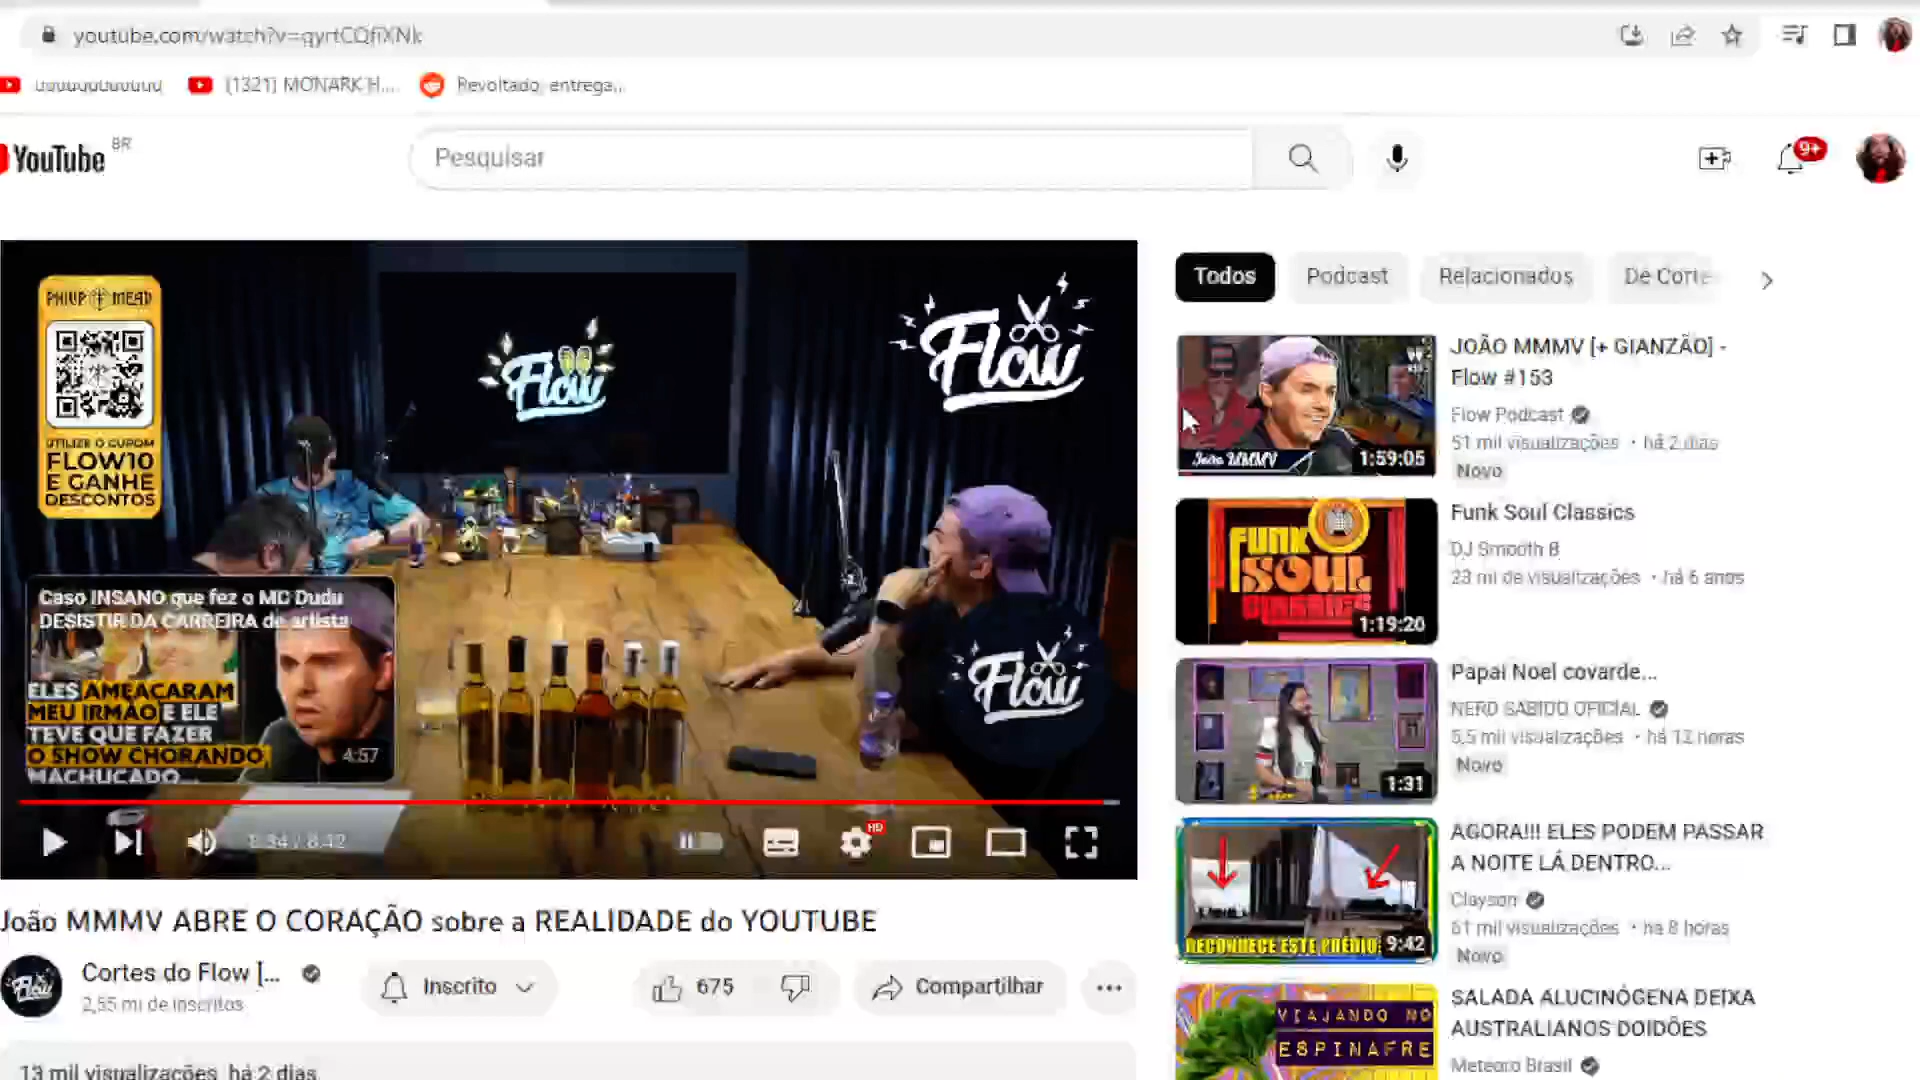 youtube.com/watch?v=qyrtCQfiXNk
[1321] MONARK H...
Revoltado, entrega...
YouTube BR
Pesquisar
9+
PHILIP MEAD
UTILIZE O CUPOM
FLOW10
E GANHE
DESCONTOS
Flow
Flow
Flow
Caso INSANO que fez o MC Dudu
DESISTIR DA CARREIRA de artista
ELES AMEAÇARAM
MEU IRMÃO E ELE
TEVE QUE FAZER
O SHOW CHORANDO
MACHUCADO...
4:57
HD
João MMMV ABRE O CORAÇÃO sobre a REALIDADE do YOUTUBE
Cortes do Flow [...
2,55 mi de inscritos
Inscrito
675
Compartilhar
13 mil visualizações há 2 dias
Todos
Podcast
Relacionados
De Corte
João MMMV
1:59:05
JOÃO MMMV [+ GIANZÃO] -
Flow #153
Flow Podcast
51 mil visualizações • há 2 dias
Novo
FUNK
SOUL
CLASSICS
1:19:20
Funk Soul Classics
DJ Smooth B
23 mi de visualizações • há 6 anos
1:31
Papai Noel covarde...
NERD SABIDO OFICIAL
5,5 mil visualizações • há 12 horas
Novo
RECONHECE ESTE PRÉDIO
9:42
AGORA!!! ELES PODEM PASSAR
A NOITE LÁ DENTRO...
Clayson
61 mil visualizações • há 8 horas
Novo
VIAJANDO NO
ESPINAFRE
SALADA ALUCINÓGENA DEIXA
AUSTRALIANOS DOIDÕES
Meteoro Brasil